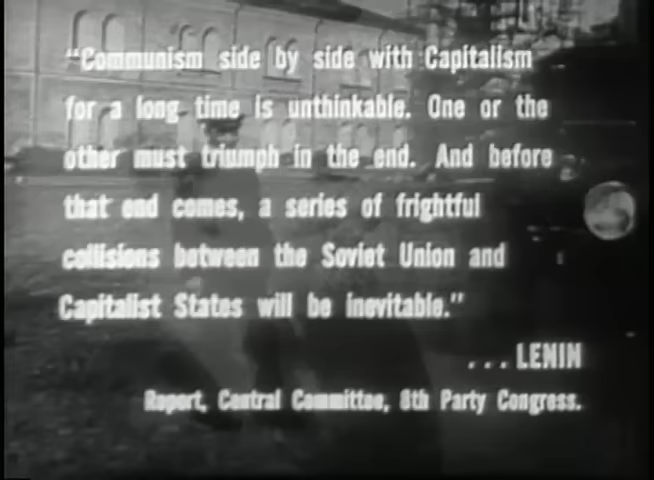 "Communism side by side with Capitalism
for a long time is unthinkable. One or the
other must triumph in the end. And before
that end comes, a series of frightful
collisions between the Soviet Union and
Capitalist States will be inevitable."
...LENIN
Report, Central Committee, 8th Party Congress.